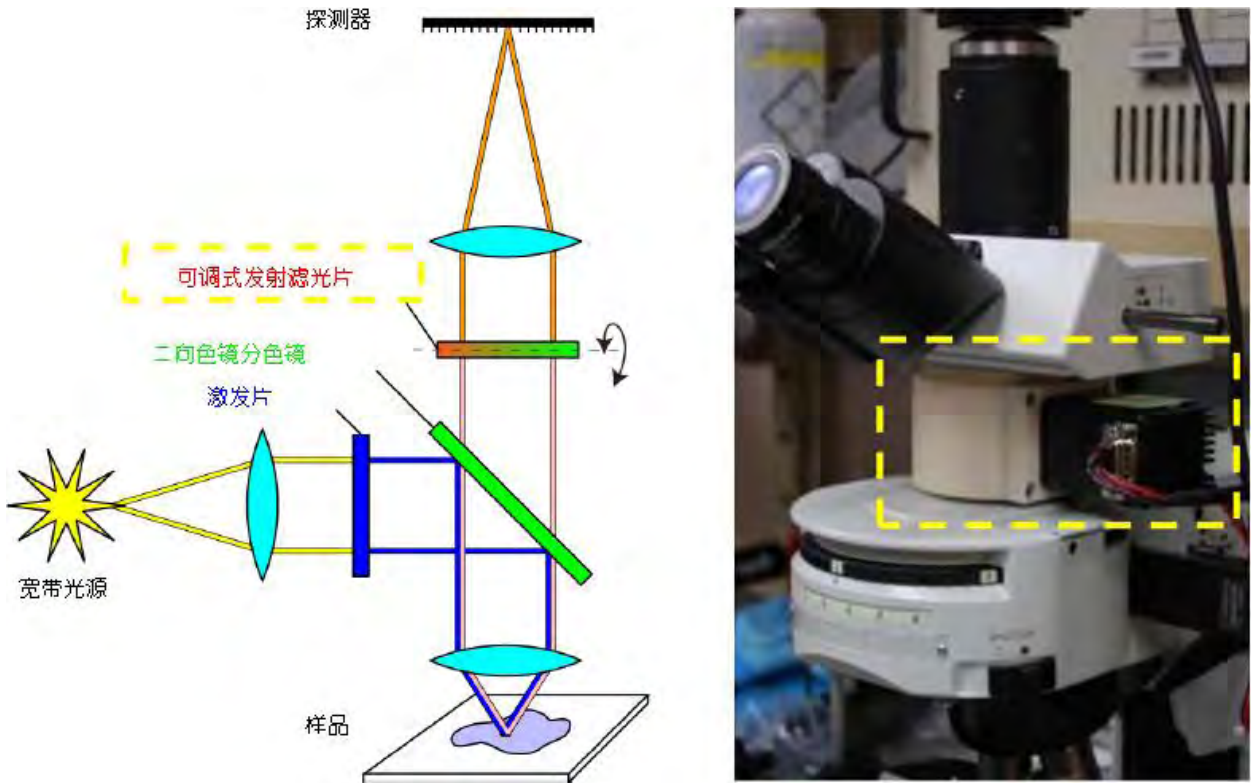 探测器
可调式发射滤光片
二向色镜分色镜
激发片
宽带光源
样品